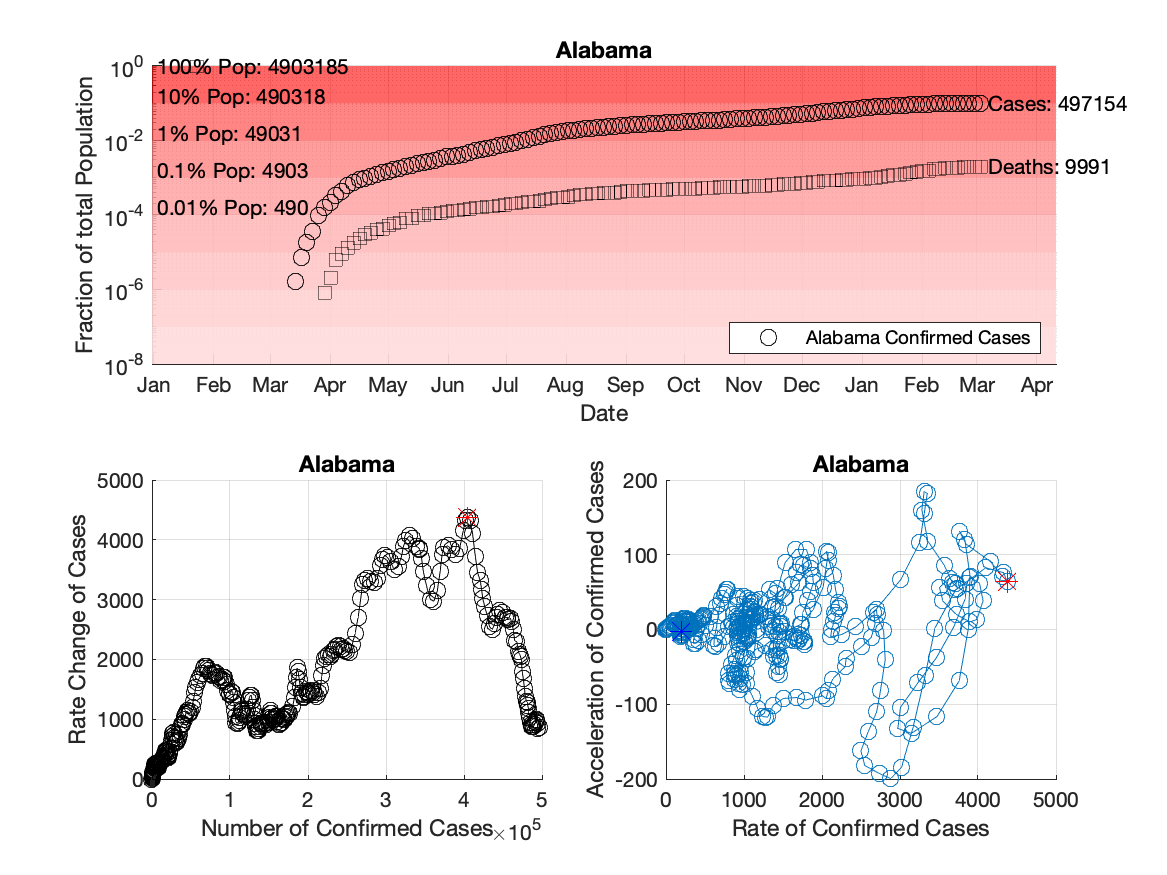 Alabama
10^0
10^-2
10^-4
10^-6
10^-8
Fraction of total Population
100% Pop: 4903185
10% Pop: 490318
1% Pop: 49031
0.1% Pop: 4903
0.01% Pop: 490
Cases: 497154
Deaths: 9991
Alabama Confirmed Cases
Jan Feb Mar Apr May Jun Jul Aug Sep Oct Nov Dec Jan Feb Mar Apr
Date
Alabama
5000
4000
3000
2000
1000
0
Rate Change of Cases
0 1 2 3 4 5
Number of Confirmed Cases ×10^5
Alabama
200
100
0
-100
-200
Acceleration of Confirmed Cases
0 1000 2000 3000 4000 5000
Rate of Confirmed Cases